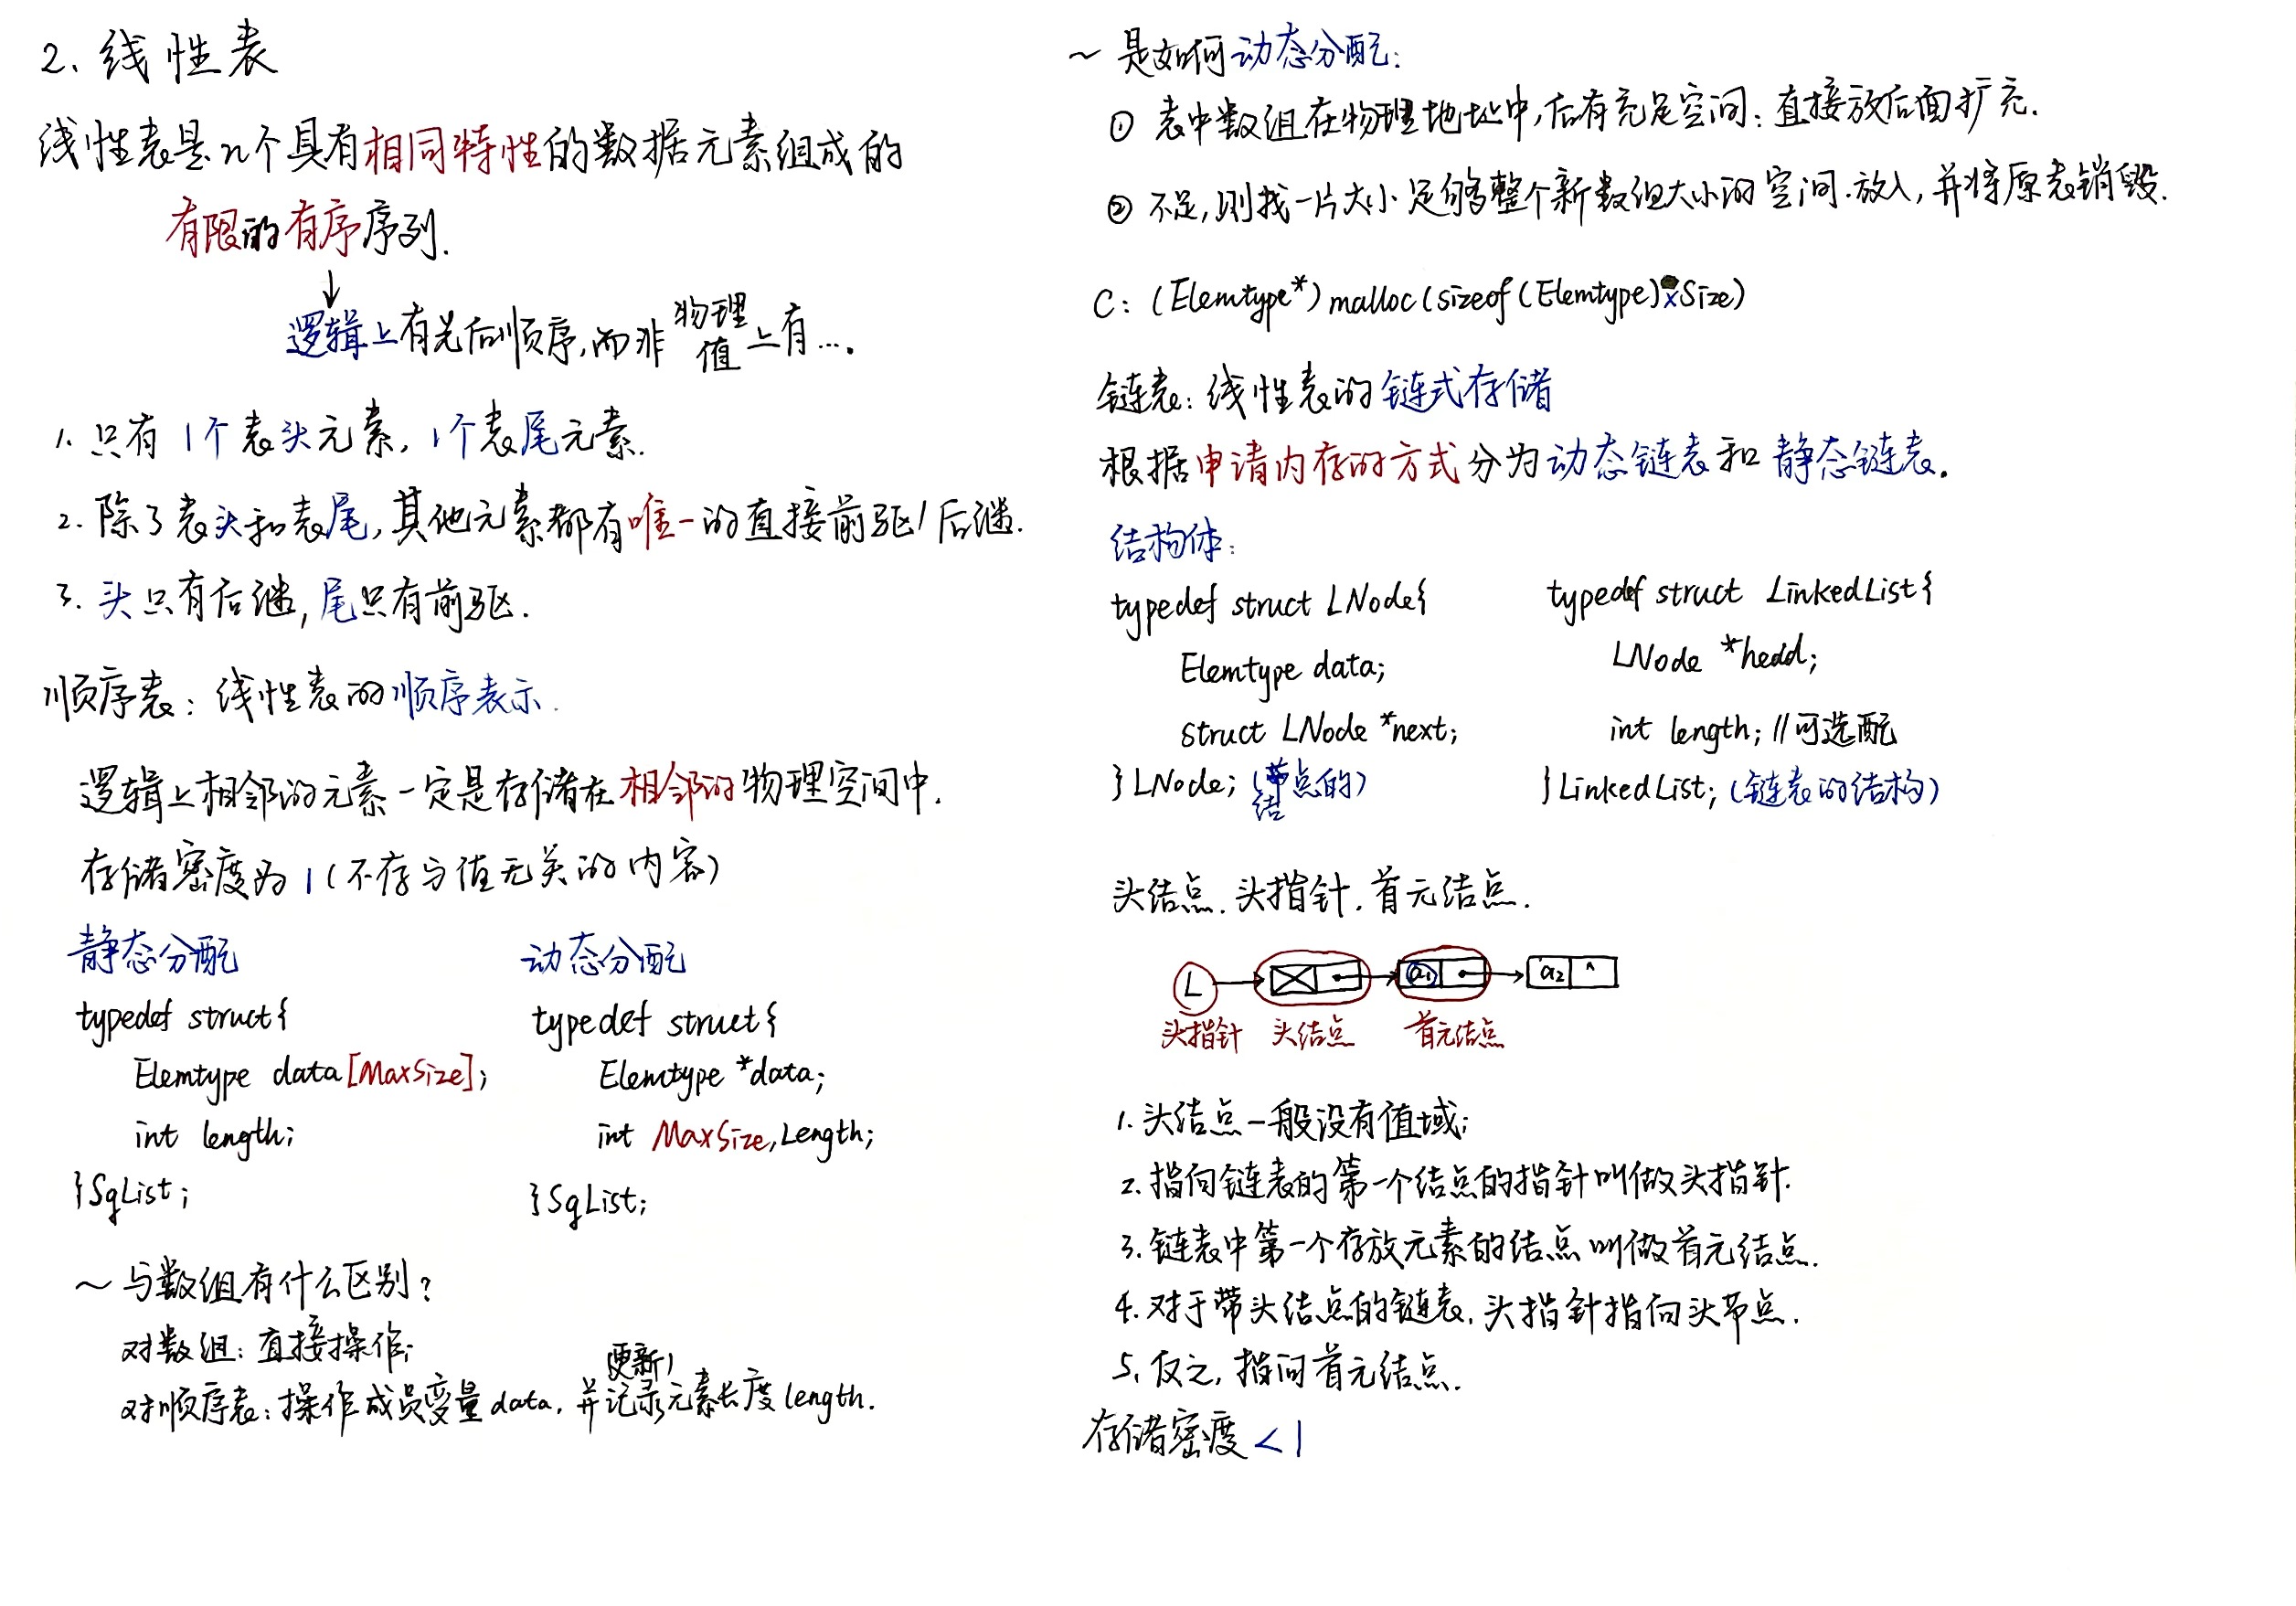 2. 线性表
线性表是n个具有相同特性的数据元素组成的
有限的有序序列.
↓
逻辑上有先后顺序,而非物理
值上有….
1. 只有1个表头元素, 1个表尾元素.
2. 除了表头和表尾,其他元素都有唯一的直接前驱/后继.
3. 头只有后继,尾只有前驱.
顺序表: 线性表的顺序表示.
逻辑上相邻的元素一定是存储在相邻的物理空间中.
存储密度为1(不存与值无关的内容)
静态分配
typedef struct{
Elemtype data[MaxSize];
int length;
}SqList;
动态分配
typedef struct{
Elemtype *data;
int MaxSize,Length;
}SqList;
~ 与数组有什么区别?
对数组: 直接操作;
(更新)
对顺序表: 操作成员变量data, 并记录元素长度length.
~ 是如何动态分配:
① 表中数组在物理地址中,后有充足空间: 直接放后面扩充.
② 不足,则找一片大小足够整个新数组大小的空间.放入,并将原表销毁.
C: (Elemtype*)malloc(sizeof(Elemtype)×Size)
链表: 线性表的链式存储
根据申请内存的方式分为动态链表和静态链表.
结构体:
typedef struct LNode{
Elemtype data;
struct LNode *next;
}LNode; (结点的)
typedef struct LinkedList{
LNode *head;
int length; //可选配
}LinkedList; (链表的结构)
头结点.头指针.首元结点.
L a₁ a₂ ^
头指针 头结点 首元结点
1. 头结点一般没有值域;
2. 指向链表的第一个结点的指针叫做头指针.
3. 链表中第一个存放元素的结点叫做首元结点.
4. 对于带头结点的链表,头指针指向头节点.
5. 反之,指向首元结点.
存储密度<1